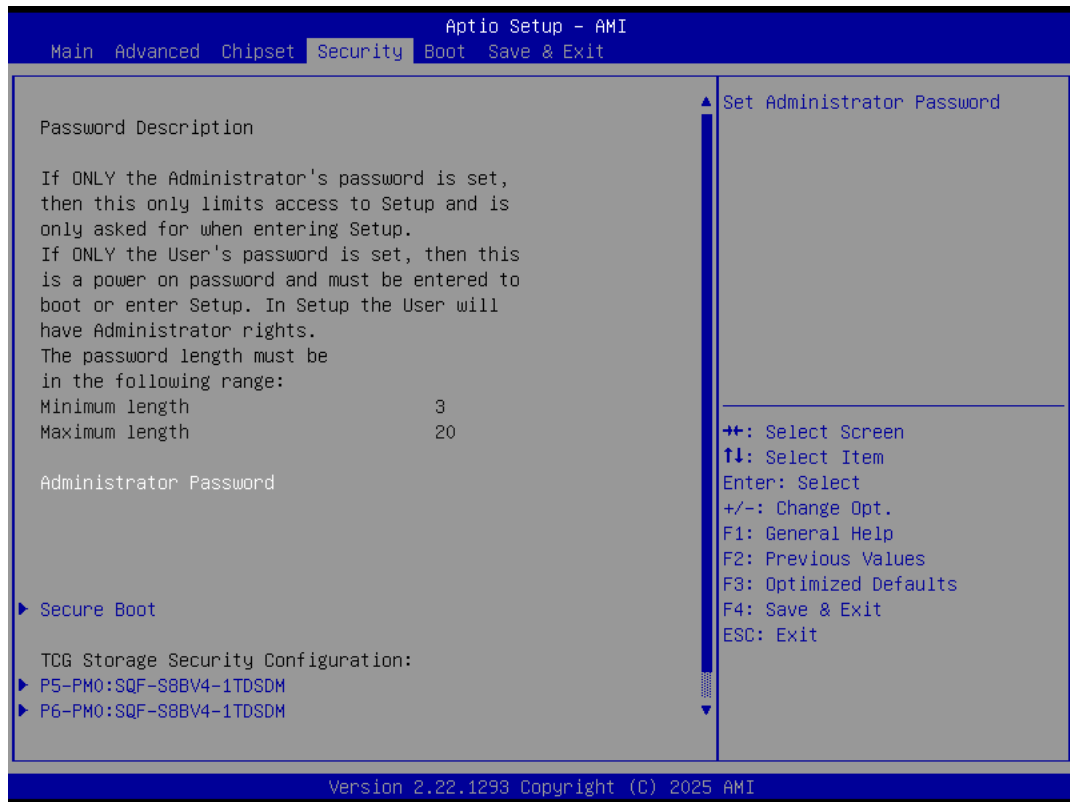 Aptio Setup – AMI
Main Advanced Chipset Security Boot Save & Exit
Password Description
If ONLY the Administrator's password is set,
then this only limits access to Setup and is
only asked for when entering Setup.
If ONLY the User's password is set, then this
is a power on password and must be entered to
boot or enter Setup. In Setup the User will
have Administrator rights.
The password length must be
in the following range:
Minimum length 3
Maximum length 20
Administrator Password
Secure Boot
TCG Storage Security Configuration:
P5-PM0:SQF-S8BV4-1TDSDM
P6-PM0:SQF-S8BV4-1TDSDM
Set Administrator Password
→←: Select Screen
↑↓: Select Item
Enter: Select
+/-: Change Opt.
F1: General Help
F2: Previous Values
F3: Optimized Defaults
F4: Save & Exit
ESC: Exit
Version 2.22.1293 Copyright (C) 2025 AMI